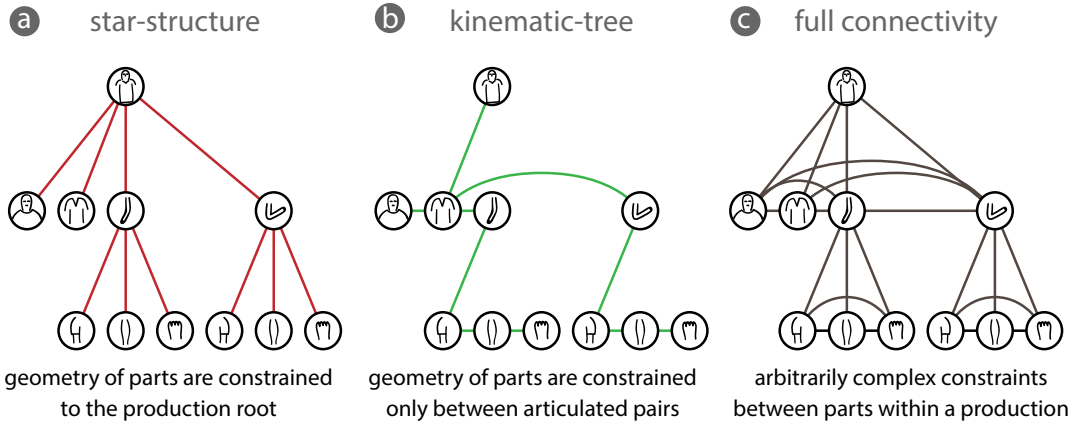 a star-structure
b kinematic-tree
c full connectivity
geometry of parts are constrained
to the production root
geometry of parts are constrained
only between articulated pairs
arbitrarily complex constraints
between parts within a production